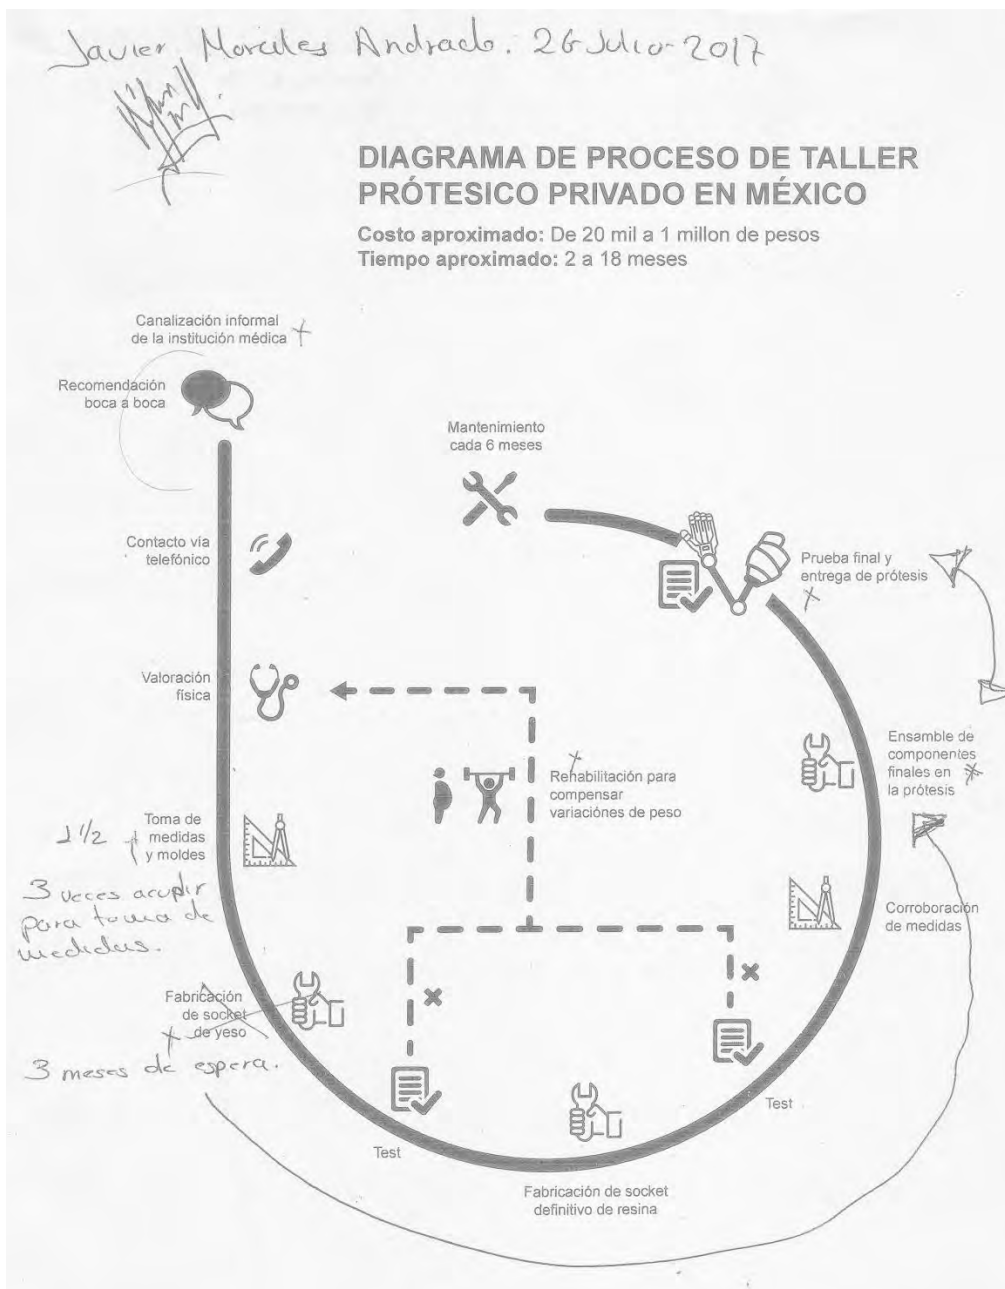 Javier Morales Andrade. 26 Julio-2017
DIAGRAMA DE PROCESO DE TALLER
PRÓTESICO PRIVADO EN MÉXICO
Costo aproximado: De 20 mil a 1 millon de pesos
Tiempo aproximado: 2 a 18 meses
Canalización informal
de la institución médica
Recomendación
boca a boca
Contacto vía
telefónico
Valoración
física
1 1/2
Toma de
medidas
y moldes
3 veces acudir
para toma de
medidas.
Fabricación
de socket
de yeso
3 meses de espera.
Test
Fabricación de socket
definitivo de resina
Test
Rehabilitación para
compensar
variaciónes de peso
Corroboración
de medidas
Ensamble de
componentes
finales en
la prótesis
Prueba final y
entrega de prótesis
Mantenimiento
cada 6 meses